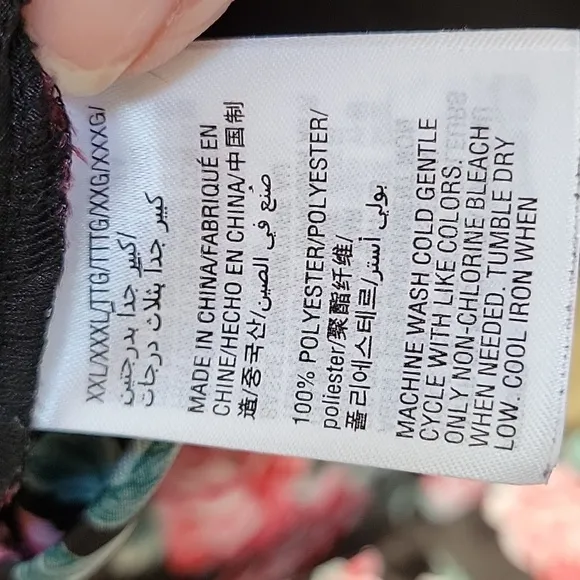 XXL/XXXL/TTG/TTTG/XXG/XXXG/
كبير جداً بدرجتين/
كبير جداً بثلاث درجات
MADE IN CHINA/FABRIQUÉ EN
CHINE/HECHO EN CHINA/中国制
造/중국산/صُنع في الصين
100% POLYESTER/POLYESTER/
poliester/聚酯纤维/
폴리에스테르/بولي أستر
MACHINE WASH COLD GENTLE
CYCLE WITH LIKE COLORS.
ONLY NON-CHLORINE BLEACH
WHEN NEEDED. TUMBLE DRY
LOW. COOL IRON WHEN